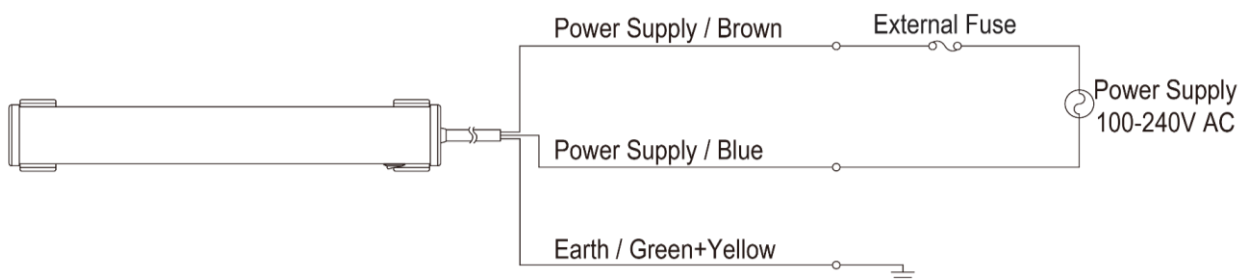 Power Supply / Brown
External Fuse
Power Supply
100-240V AC
Power Supply / Blue
Earth / Green+Yellow